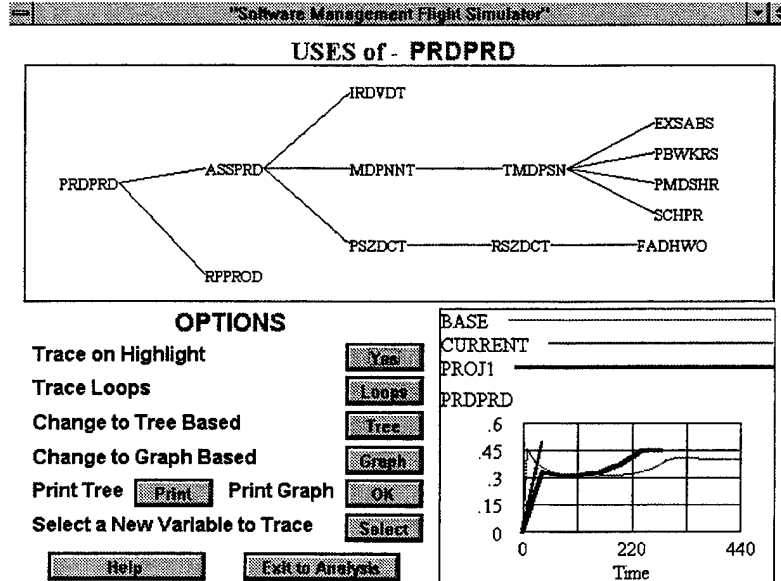 "Software Management Flight Simulator"
USES of - PRDPRD
IRDVDT
EXSABS
PBWKRS
ASSPRD MDPNNT TMDPSN
PRDPRD
PMDSHR
SCHPR
PSZDCT RSZDCT FADHWO
RPPROD
OPTIONS
Trace on Highlight Yes
Trace Loops Loops
Change to Tree Based Tree
Change to Graph Based Graph
Print Tree Print Print Graph OK
Select a New Variable to Trace Select
Help Exit to Analysis
BASE
CURRENT
PROJ1
PRDPRD
.6
.45
.3
.15
0
0 220 440
Time